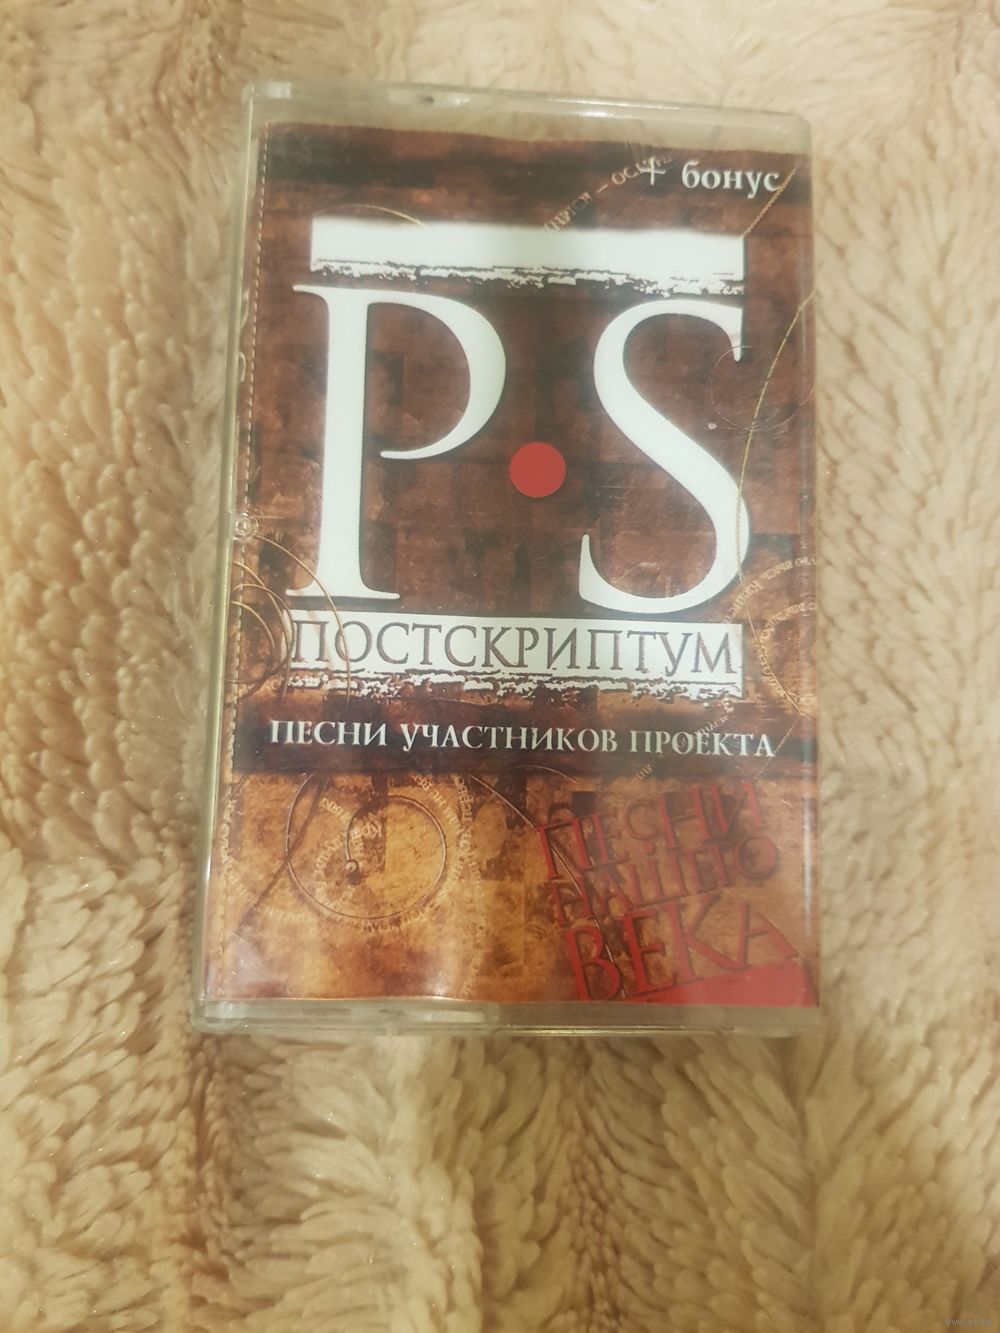 + бонус
P·S
ПОСТСКРИПТУМ
ПЕСНИ УЧАСТНИКОВ ПРОЕКТА
ПЕСНИ
НАШЕГО
ВЕКА